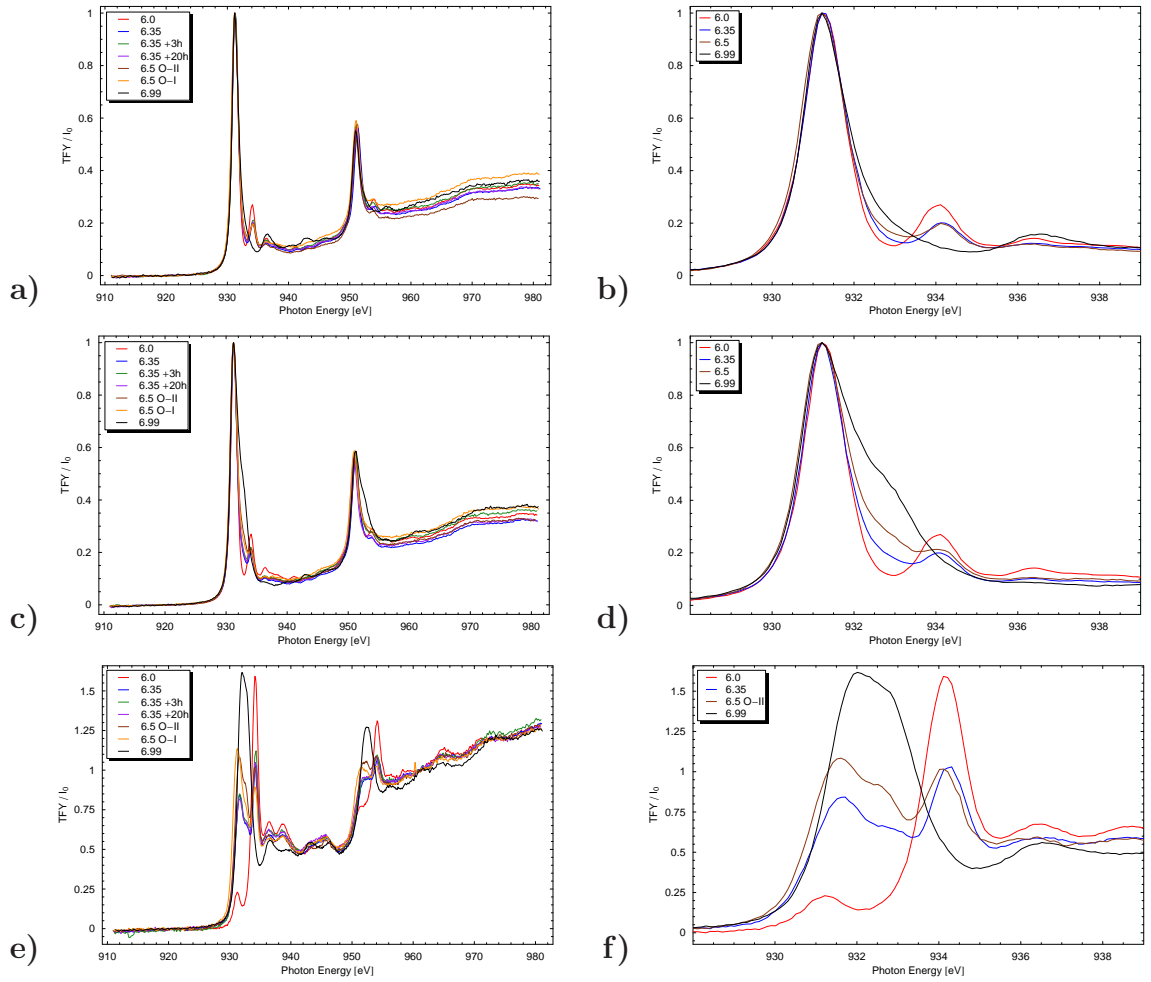 6.0
6.35
6.35 +3h
6.35 +20h
6.5 O−II
6.5 O−I
6.99
TFY / I0
1
0.8
0.6
0.4
0.2
0
910 920 930 940 950 960 970 980
Photon Energy [eV]
a)
6.0
6.35
6.5
6.99
TFY / I0
1
0.8
0.6
0.4
0.2
0
930 932 934 936 938
Photon Energy [eV]
b)
6.0
6.35
6.35 +3h
6.35 +20h
6.5 O−II
6.5 O−I
6.99
TFY / I0
1
0.8
0.6
0.4
0.2
0
910 920 930 940 950 960 970 980
Photon Energy [eV]
c)
6.0
6.35
6.5
6.99
TFY / I0
1
0.8
0.6
0.4
0.2
0
930 932 934 936 938
Photon Energy [eV]
d)
6.0
6.35
6.35 +3h
6.35 +20h
6.5 O−II
6.5 O−I
6.99
TFY / I0
1.5
1.25
1
0.75
0.5
0.25
0
910 920 930 940 950 960 970 980
Photon Energy [eV]
e)
6.0
6.35
6.5 O−II
6.99
TFY / I0
1.5
1.25
1
0.75
0.5
0.25
0
930 932 934 936 938
Photon Energy [eV]
f)